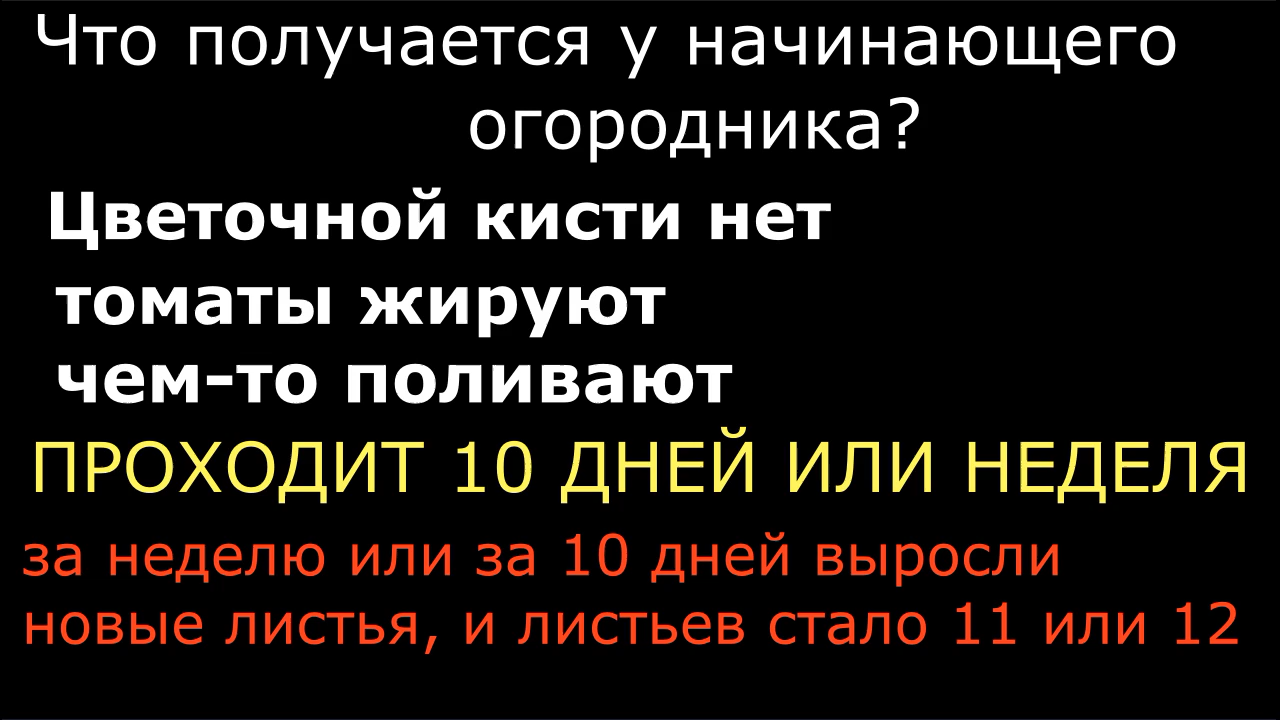 Что получается у начинающего
огородника?
Цветочной кисти нет
томаты жируют
чем-то поливают
ПРОХОДИТ 10 ДНЕЙ ИЛИ НЕДЕЛЯ
за неделю или за 10 дней выросли
новые листья, и листьев стало 11 или 12